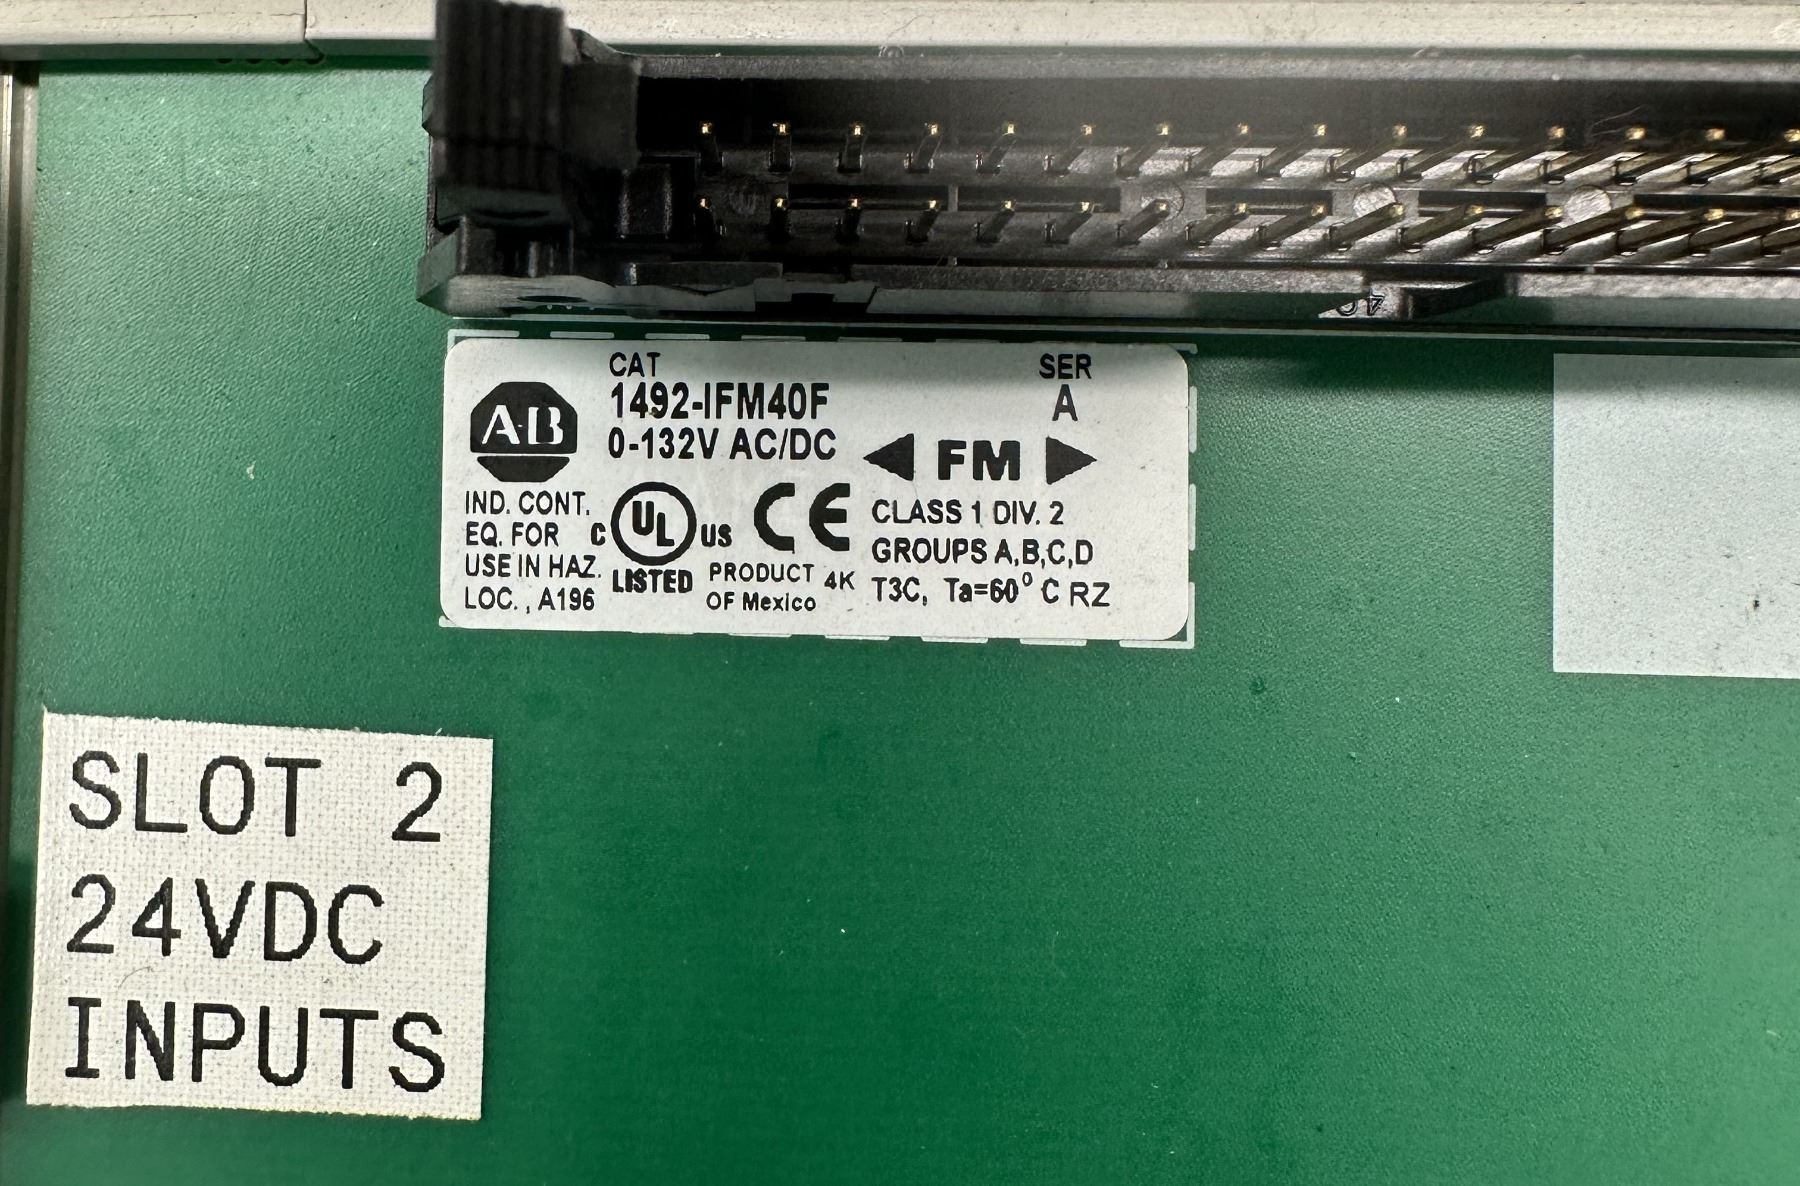 CAT
1492-IFM40F
0-132V AC/DC
SER
A
A-B
FM
IND. CONT.
EQ. FOR
USE IN HAZ.
LOC., A196
C UL US
LISTED
CE
PRODUCT
OF Mexico
4K
CLASS 1 DIV. 2
GROUPS A,B,C,D
T3C, Ta=60° C RZ
SLOT 2
24VDC
INPUTS